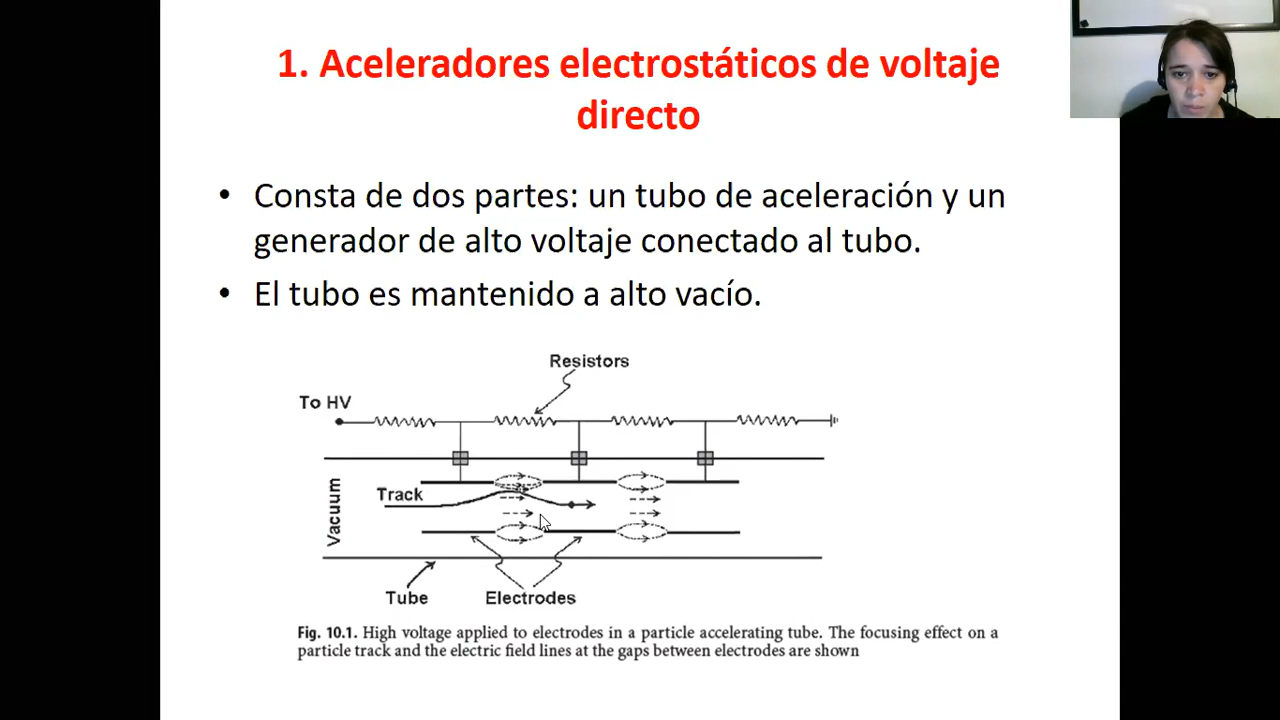 1. Aceleradores electrostáticos de voltaje
directo
• Consta de dos partes: un tubo de aceleración y un
generador de alto voltaje conectado al tubo.
• El tubo es mantenido a alto vacío.
Resistors
To HV
Vacuum
Track
Tube
Electrodes
Fig. 10.1. High voltage applied to electrodes in a particle accelerating tube. The focusing effect on a
particle track and the electric field lines at the gaps between electrodes are shown